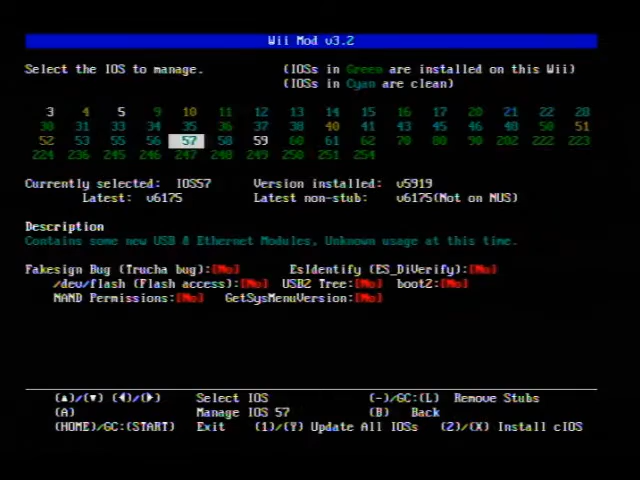 Wii Mod v3.2
Select the IOS to manage. (IOSs in Green are installed on this Wii)
(IOSs in Cyan are clean)
3 4 5 9 10 11 12 13 14 15 16 17 20 21 22 28
30 31 33 34 35 36 37 38 40 41 43 45 46 48 50 51
52 53 55 56 57 58 59 60 61 62 70 80 90 202 222 223
224 236 245 246 247 248 249 250 251 254
Currently selected: IOS57 Version installed: v5919
Latest: v6175 Latest non-stub: v6175(Not on NUS)
Description
Contains some new USB & Ethernet Modules, Unknown usage at this time.
Fakesign Bug (Trucha bug):[No] EsIdentify (ES_DiVerify):[No]
/dev/flash (Flash access):[No] USB2 Tree:[No] boot2:[No]
NAND Permissions:[No] GetSysMenuVersion:[No]
(▲)/(▼) (◀)/(▶) Select IOS (-)/GC:(L) Remove Stubs
(A) Manage IOS 57 (B) Back
(HOME)/GC:(START) Exit (1)/(Y) Update All IOSs (2)/(X) Install cIOS